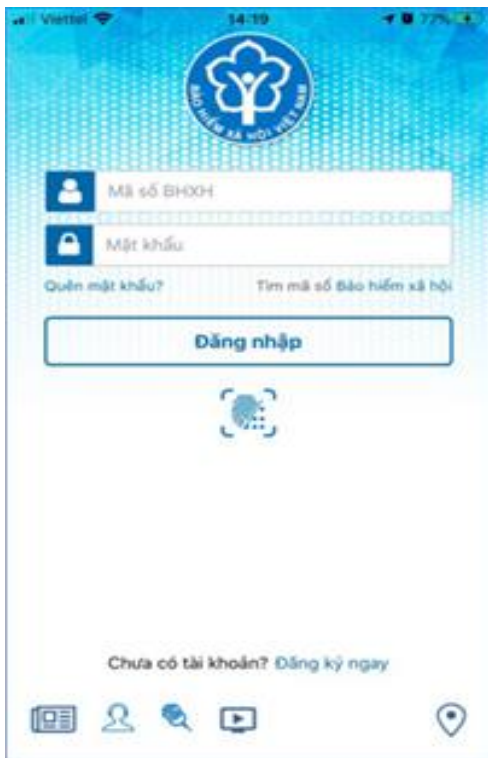 Viettel 14:19 77%
BẢO HIỂM XÃ HỘI VIỆT NAM
Mã số BHXH
Mật khẩu
Quên mật khẩu? Tìm mã số Bảo hiểm xã hội
Đăng nhập
Chưa có tài khoản? Đăng ký ngay